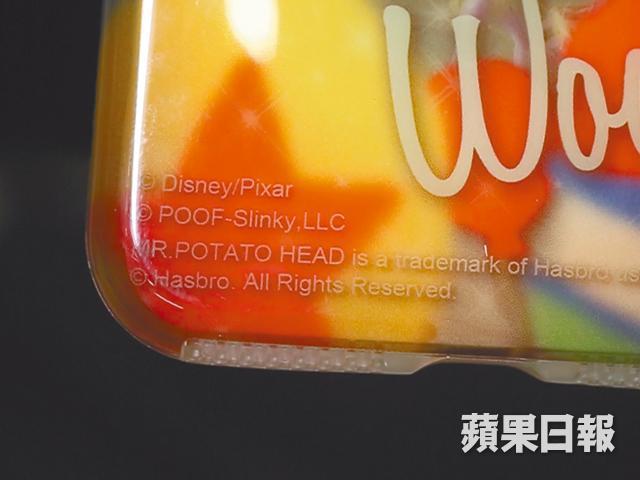 © Disney/Pixar
© POOF-Slinky,LLC
MR.POTATO HEAD is a trademark of Hasbro
© Hasbro. All Rights Reserved.
蘋果日報